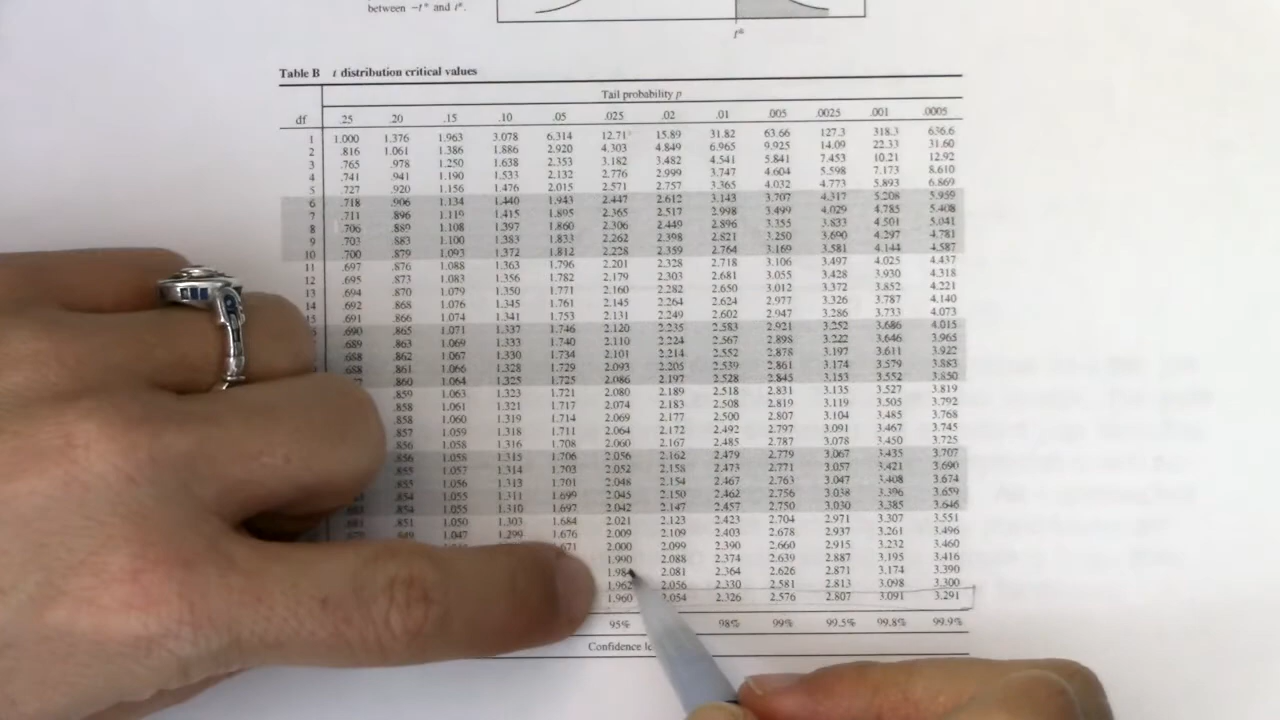 between −t* and t*.
t*
Table B t distribution critical values
Tail probability p
df .25 .20 .15 .10 .05 .025 .02 .01 .005 .0025 .001 .0005
1 1.000 1.376 1.963 3.078 6.314 12.71 15.89 31.82 63.66 127.3 318.3 636.6
2 .816 1.061 1.386 1.886 2.920 4.303 4.849 6.965 9.925 14.09 22.33 31.60
3 .765 .978 1.250 1.638 2.353 3.182 3.482 4.541 5.841 7.453 10.21 12.92
4 .741 .941 1.190 1.533 2.132 2.776 2.999 3.747 4.604 5.598 7.173 8.610
5 .727 .920 1.156 1.476 2.015 2.571 2.757 3.365 4.032 4.773 5.893 6.869
6 .718 .906 1.134 1.440 1.943 2.447 2.612 3.143 3.707 4.317 5.208 5.959
7 .711 .896 1.119 1.415 1.895 2.365 2.517 2.998 3.499 4.029 4.785 5.408
8 .706 .889 1.108 1.397 1.860 2.306 2.449 2.896 3.355 3.833 4.501 5.041
9 .703 .883 1.100 1.383 1.833 2.262 2.398 2.821 3.250 3.690 4.297 4.781
10 .700 .879 1.093 1.372 1.812 2.228 2.359 2.764 3.169 3.581 4.144 4.587
11 .697 .876 1.088 1.363 1.796 2.201 2.328 2.718 3.106 3.497 4.025 4.437
12 .695 .873 1.083 1.356 1.782 2.179 2.303 2.681 3.055 3.428 3.930 4.318
13 .694 .870 1.079 1.350 1.771 2.160 2.282 2.650 3.012 3.372 3.852 4.221
14 .692 .868 1.076 1.345 1.761 2.145 2.264 2.624 2.977 3.326 3.787 4.140
15 .691 .866 1.074 1.341 1.753 2.131 2.249 2.602 2.947 3.286 3.733 4.073
.690 .865 1.071 1.337 1.746 2.120 2.235 2.583 2.921 3.252 3.686 4.015
.689 .863 1.069 1.333 1.740 2.110 2.224 2.567 2.898 3.222 3.646 3.965
.688 .862 1.067 1.330 1.734 2.101 2.214 2.552 2.878 3.197 3.611 3.922
.688 .861 1.066 1.328 1.729 2.093 2.205 2.539 2.861 3.174 3.579 3.883
.860 1.064 1.325 1.725 2.086 2.197 2.528 2.845 3.153 3.552 3.850
.859 1.063 1.323 1.721 2.080 2.189 2.518 2.831 3.135 3.527 3.819
.858 1.061 1.321 1.717 2.074 2.183 2.508 2.819 3.119 3.505 3.792
.858 1.060 1.319 1.714 2.069 2.177 2.500 2.807 3.104 3.485 3.768
.857 1.059 1.318 1.711 2.064 2.172 2.492 2.797 3.091 3.467 3.745
.856 1.058 1.316 1.708 2.060 2.167 2.485 2.787 3.078 3.450 3.725
.856 1.058 1.315 1.706 2.056 2.162 2.479 2.779 3.067 3.435 3.707
.855 1.057 1.314 1.703 2.052 2.158 2.473 2.771 3.057 3.421 3.690
.855 1.056 1.313 1.701 2.048 2.154 2.467 2.763 3.047 3.408 3.674
.854 1.055 1.311 1.699 2.045 2.150 2.462 2.756 3.038 3.396 3.659
.854 1.055 1.310 1.697 2.042 2.147 2.457 2.750 3.030 3.385 3.646
.851 1.050 1.303 1.684 2.021 2.123 2.423 2.704 2.971 3.307 3.551
1.047 1.299 1.676 2.009 2.109 2.403 2.678 2.937 3.261 3.496
2.000 2.099 2.390 2.660 2.915 3.232 3.460
1.990 2.088 2.374 2.639 2.887 3.195 3.416
1.984 2.081 2.364 2.626 2.871 3.174 3.390
1.962 2.056 2.330 2.581 2.813 3.098 3.300
1.960 2.054 2.326 2.576 2.807 3.091 3.291
95% 98% 99% 99.5% 99.8% 99.9%
Confidence